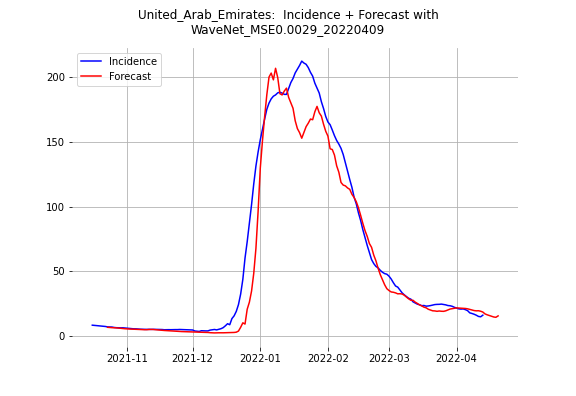 United_Arab_Emirates:  Incidence + Forecast with
WaveNet_MSE0.0029_20220409
Incidence
Forecast
200
150
100
50
0
2021-11 2021-12 2022-01 2022-02 2022-03 2022-04